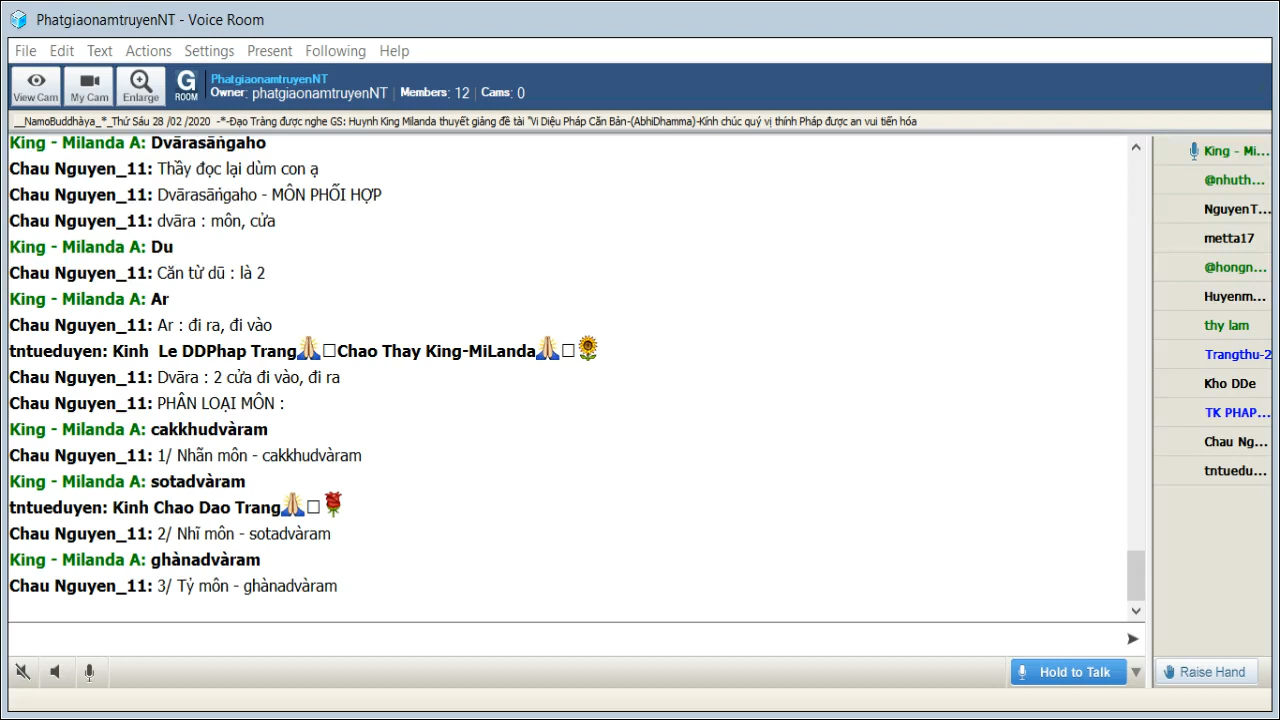 PhatgiaonamtruyenNT - Voice Room
File Edit Text Actions Settings Present Following Help
View Cam My Cam Enlarge G ROOM
PhatgiaonamtruyenNT
Owner: phatgiaonamtruyenNT Members: 12 Cams: 0
__NamoBuddhàya_*_Thứ Sáu 28 /02 /2020 -*-Đạo Tràng được nghe GS: Huynh King Milanda thuyết giảng đề tài "Vi Diệu Pháp Căn Bản-(AbhiDhamma)-Kính chúc quý vị thính Pháp được an vui tiến hóa
King - Milanda A: Dvārasāṅgaho
Chau Nguyen_11: Thầy đọc lại dùm con ạ
Chau Nguyen_11: Dvārasāṅgaho - MÔN PHỐI HỢP
Chau Nguyen_11: dvāra : môn, cửa
King - Milanda A: Du
Chau Nguyen_11: Căn từ dū : là 2
King - Milanda A: Ar
Chau Nguyen_11: Ar : đi ra, đi vào
tntueduyen: Kinh Le DDPhap Trang🙏Chao Thay King-MiLanda🙏🌻
Chau Nguyen_11: Dvāra : 2 cửa đi vào, đi ra
Chau Nguyen_11: PHÂN LOẠI MÔN :
King - Milanda A: cakkhudvàram
Chau Nguyen_11: 1/ Nhãn môn - cakkhudvàram
King - Milanda A: sotadvàram
tntueduyen: Kinh Chao Dao Trang🙏🌹
Chau Nguyen_11: 2/ Nhĩ môn - sotadvàram
King - Milanda A: ghànadvàram
Chau Nguyen_11: 3/ Tỷ môn - ghànadvàram
King - Mi...
@nhuth...
NguyenT...
metta17
@hongn...
Huyenm...
thy lam
Trangthu-2
Kho DDe
TK PHAP...
Chau Ng...
tntuedu...
Hold to Talk
Raise Hand